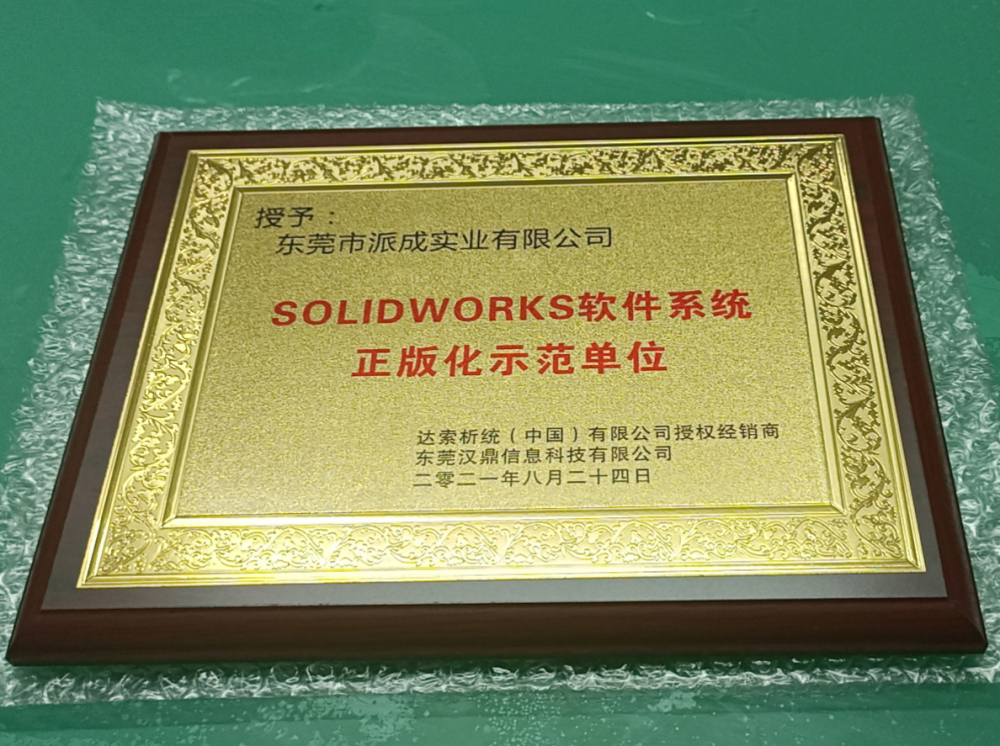 授予：
东莞市派成实业有限公司
SOLIDWORKS软件系统
正版化示范单位
达索析统（中国）有限公司授权经销商
东莞汉鼎信息科技有限公司
二零二一年八月二十四日